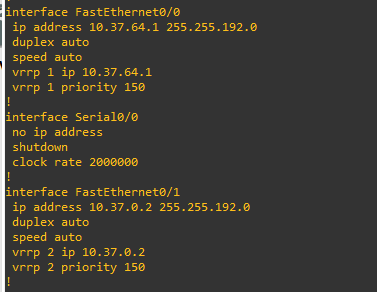 interface FastEthernet0/0
 ip address 10.37.64.1 255.255.192.0
 duplex auto
 speed auto
 vrrp 1 ip 10.37.64.1
 vrrp 1 priority 150
!
interface Serial0/0
 no ip address
 shutdown
 clock rate 2000000
!
interface FastEthernet0/1
 ip address 10.37.0.2 255.255.192.0
 duplex auto
 speed auto
 vrrp 2 ip 10.37.0.2
 vrrp 2 priority 150
!